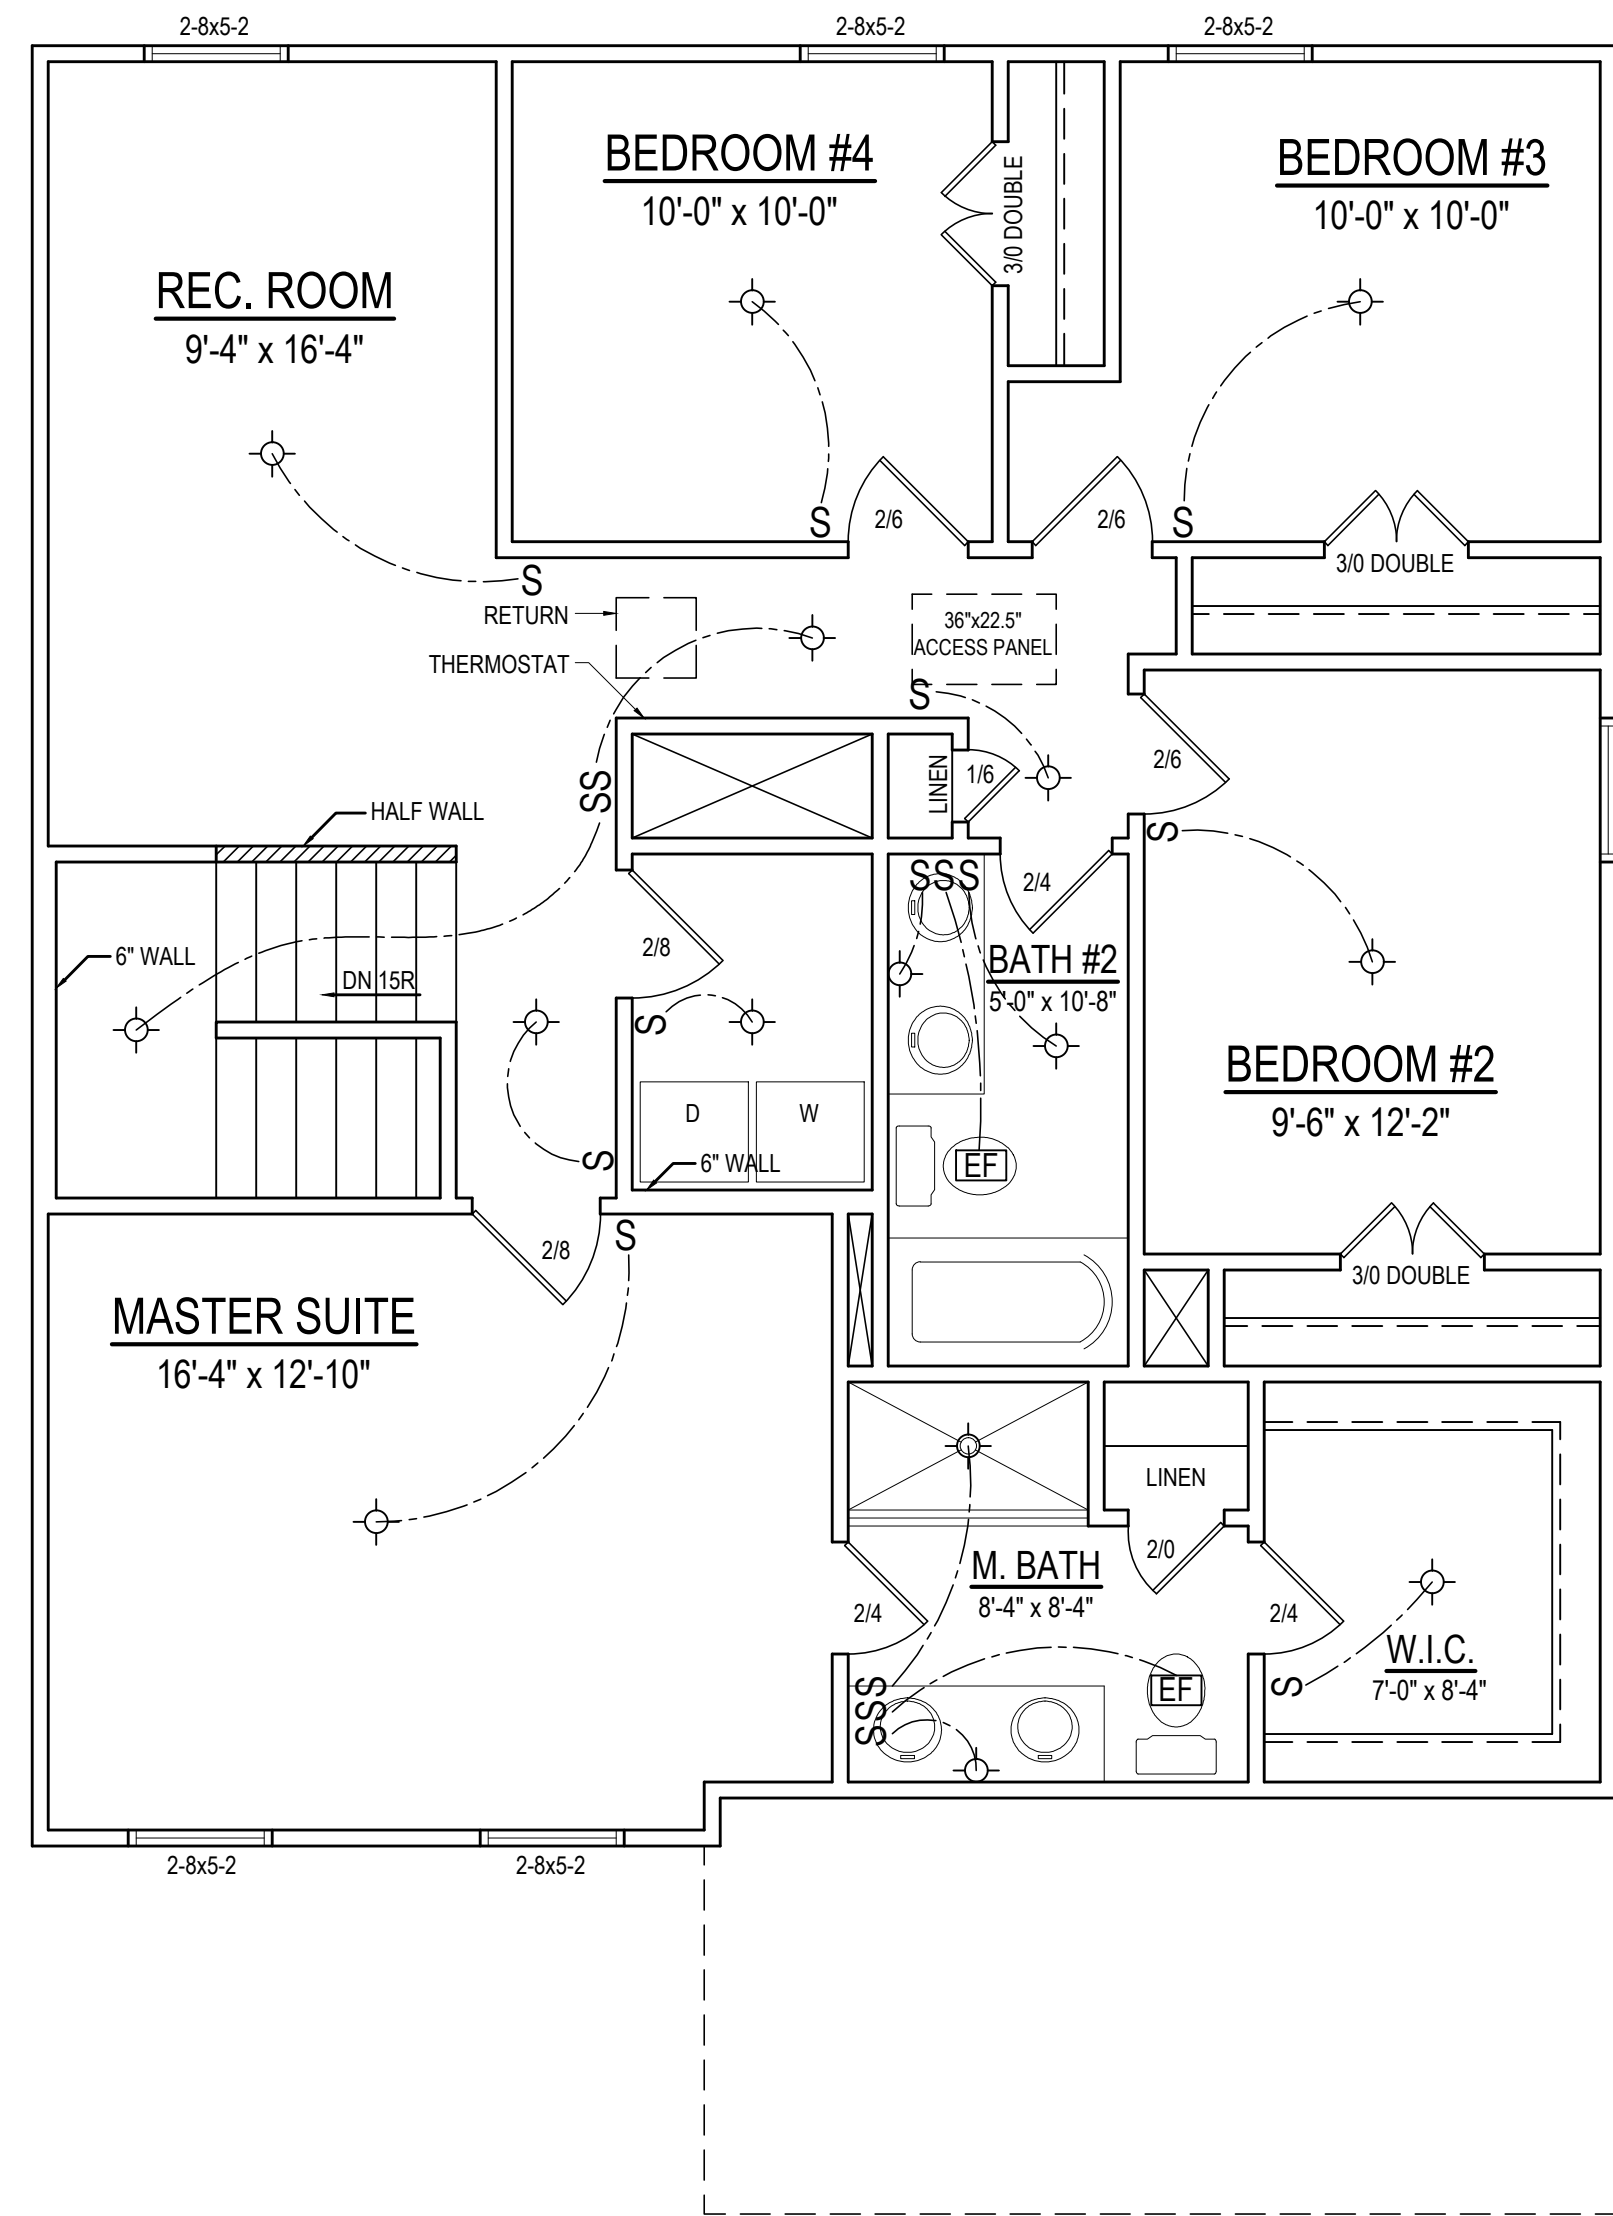 2-8x5-2
2-8x5-2
2-8x5-2
BEDROOM #4
10'-0" x 10'-0"
3/0 DOUBLE
BEDROOM #3
10'-0" x 10'-0"
REC. ROOM
9'-4" x 16'-4"
S
2/6
2/6
S
3/0 DOUBLE
S
RETURN
THERMOSTAT
36"x22.5"
ACCESS PANEL
S
SS
LINEN
1/6
2/6
HALF WALL
S
SSS
2/4
6" WALL
DN 15R
2/8
BATH #2
5'-0" x 10'-8"
S
BEDROOM #2
9'-6" x 12'-2"
D
W
S
6" WALL
EF
S
2/8
3/0 DOUBLE
MASTER SUITE
16'-4" x 12'-10"
LINEN
2/0
M. BATH
8'-4" x 8'-4"
2/4
2/4
W.I.C.
7'-0" x 8'-4"
SSS
EF
S
2-8x5-2
2-8x5-2